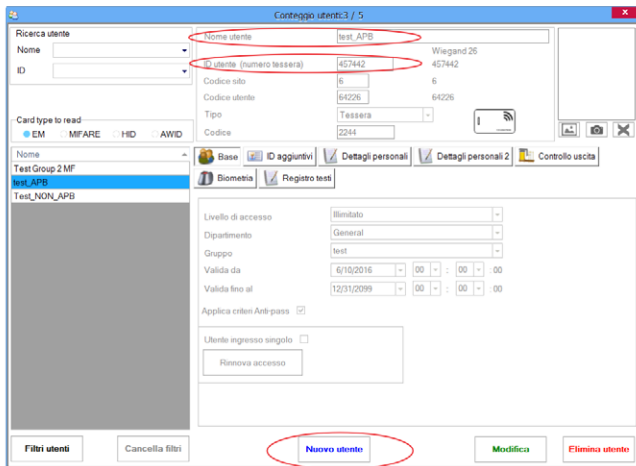 Conteggio utenti:3 / 5
x
Ricerca utente
Nome
ID
Card type to read
EM MIFARE HID AWID
Nome
Test Group 2 MF
test_APB
Test_NON_APB
Nome utente test_APB
Wiegand 26
ID utente (numero tessera) 457442 457442
Codice sito 6 6
Codice utente 64226 64226
Tipo Tessera
Codice 2244
Base ID aggiuntivi Dettagli personali Dettagli personali 2 Controllo uscita
Biometria Registro testi
Livello di accesso Illimitato
Dipartimento General
Gruppo test
Valida da 6/10/2016 00 : 00 :00
Valida fino al 12/31/2099 00 : 00 :00
Applica criteri Anti-pass
Utente ingresso singolo
Rinnova accesso
Filtri utenti Cancella filtri Nuovo utente Modifica Elimina utente